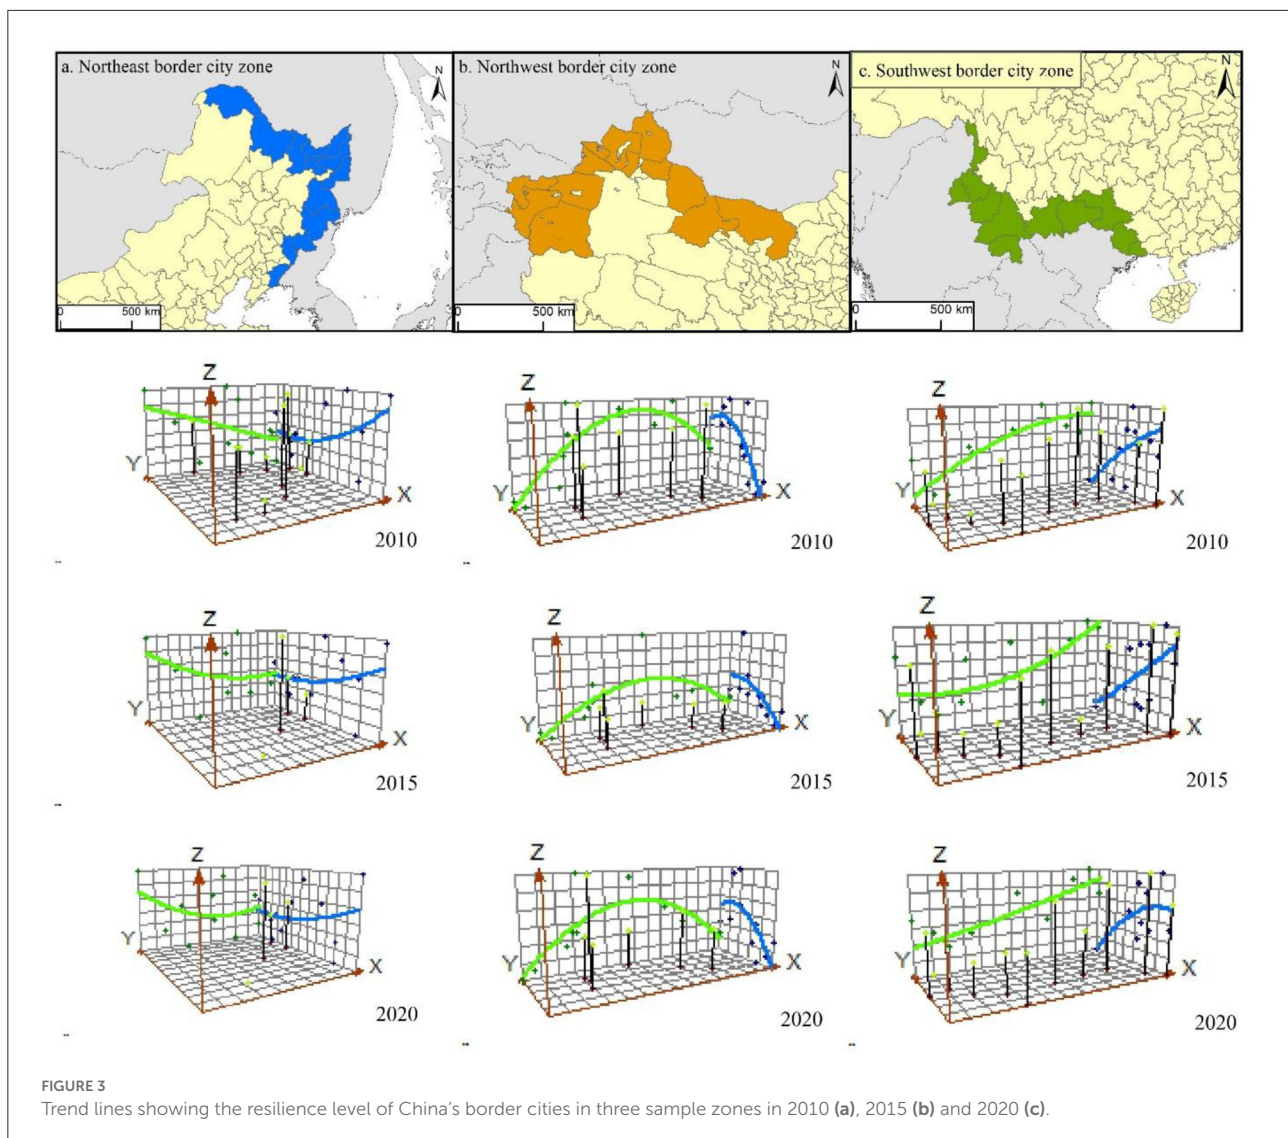 a. Northeast border city zone
N
0
500 km
b. Northwest border city zone
N
0
500 km
c. Southwest border city zone
N
0
500 km
Z
Y
X
2010
Z
Y
X
2010
Z
Y
X
2010
Z
Y
X
2015
Z
Y
X
2015
Z
Y
X
2015
Z
Y
X
2020
Z
Y
X
2020
Z
Y
X
2020
FIGURE 3
Trend lines showing the resilience level of China's border cities in three sample zones in 2010 (a), 2015 (b) and 2020 (c).